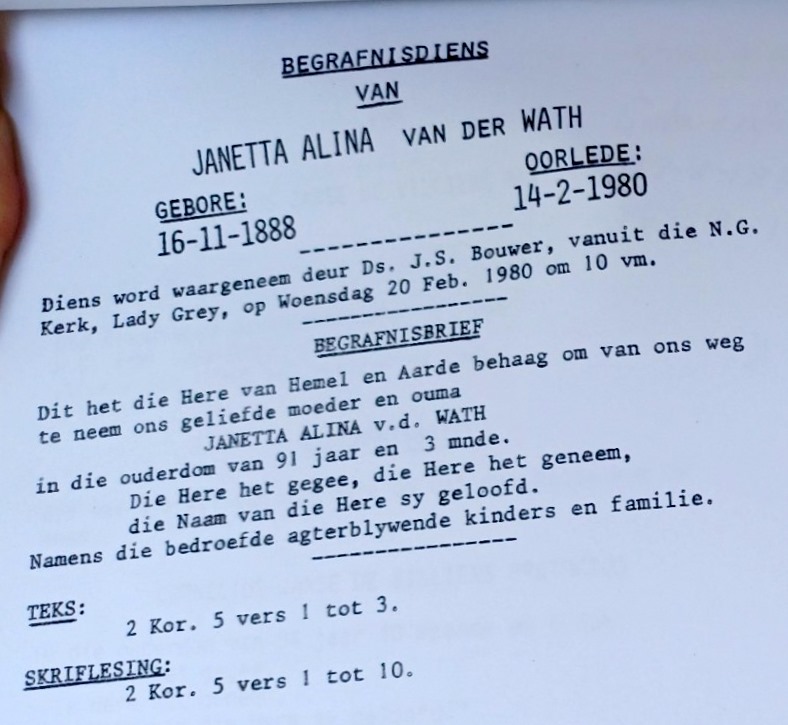 BEGRAFNISDIENS
VAN
JANETTA ALINA VAN DER WATH
GEBORE: OORLEDE:
16-11-1888 14-2-1980
Diens word waargeneem deur Ds. J.S. Bouwer, vanuit die N.G.
Kerk, Lady Grey, op Woensdag 20 Feb. 1980 om 10 vm.
BEGRAFNISBRIEF
Dit het die Here van Hemel en Aarde behaag om van ons weg
te neem ons geliefde moeder en ouma
JANETTA ALINA v.d. WATH
in die ouderdom van 91 jaar en 3 mnde.
Die Here het gegee, die Here het geneem,
die Naam van die Here sy geloofd.
Namens die bedroefde agterblywende kinders en familie.
TEKS:
2 Kor. 5 vers 1 tot 3.
SKRIFLESING:
2 Kor. 5 vers 1 tot 10.